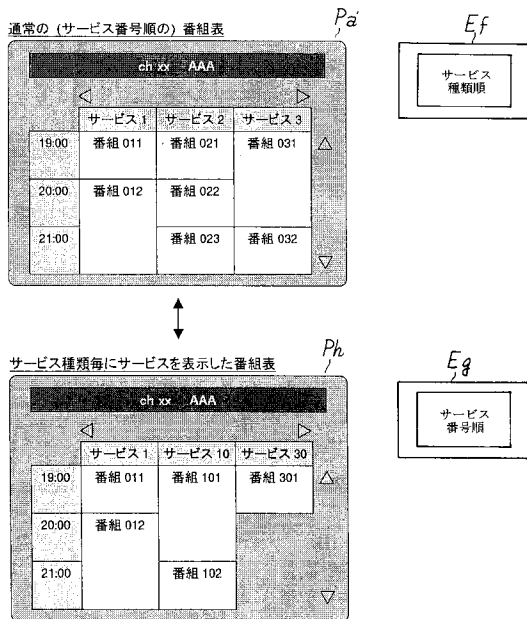 通常の (サービス番号順の) 番組表
Pa'
Ef
ch xx AAA
サービス
種類順
サービス 1 サービス 2 サービス 3
19:00 番組 011 番組 021 番組 031
20:00 番組 012 番組 022
21:00 番組 023 番組 032
サービス種類毎にサービスを表示した番組表
Ph
Eg
ch xx AAA
サービス
番号順
サービス 1 サービス 10 サービス 30
19:00 番組 011 番組 101 番組 301
20:00 番組 012
21:00 番組 102